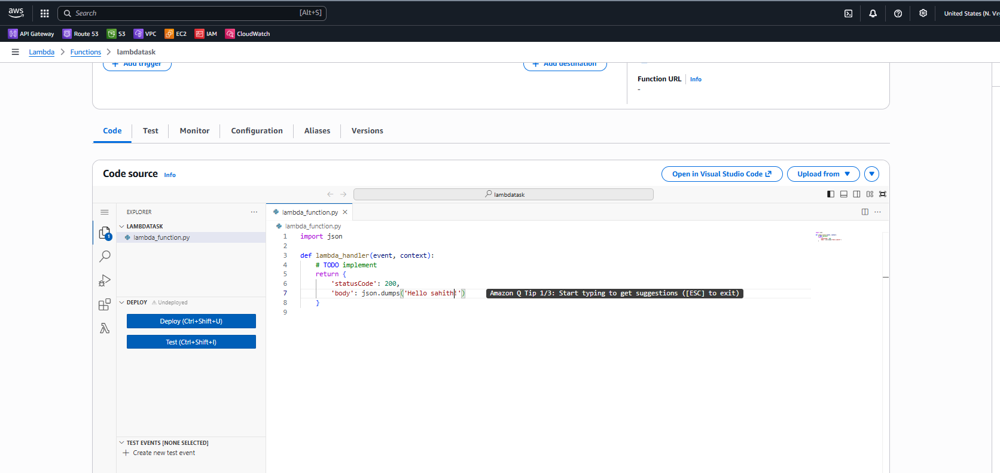 aws
Search [Alt+S]
United States (N. Vir
API Gateway Route 53 S3 VPC EC2 IAM CloudWatch
Lambda > Functions > lambdatask
+ Add trigger
+ Add destination
Function URL Info
-
Code Test Monitor Configuration Aliases Versions
Code source Info
Open in Visual Studio Code Upload from
lambdatask
EXPLORER
LAMBDATASK
lambda_function.py
1
DEPLOY Undeployed
Deploy (Ctrl+Shift+U)
Test (Ctrl+Shift+I)
TEST EVENTS [NONE SELECTED]
+ Create new test event
lambda_function.py
lambda_function.py
1 import json
2
3 def lambda_handler(event, context):
4 # TODO implement
5 return {
6 'statusCode': 200,
7 'body': json.dumps('Hello sahith!') Amazon Q Tip 1/3: Start typing to get suggestions ([ESC] to exit)
8 }
9